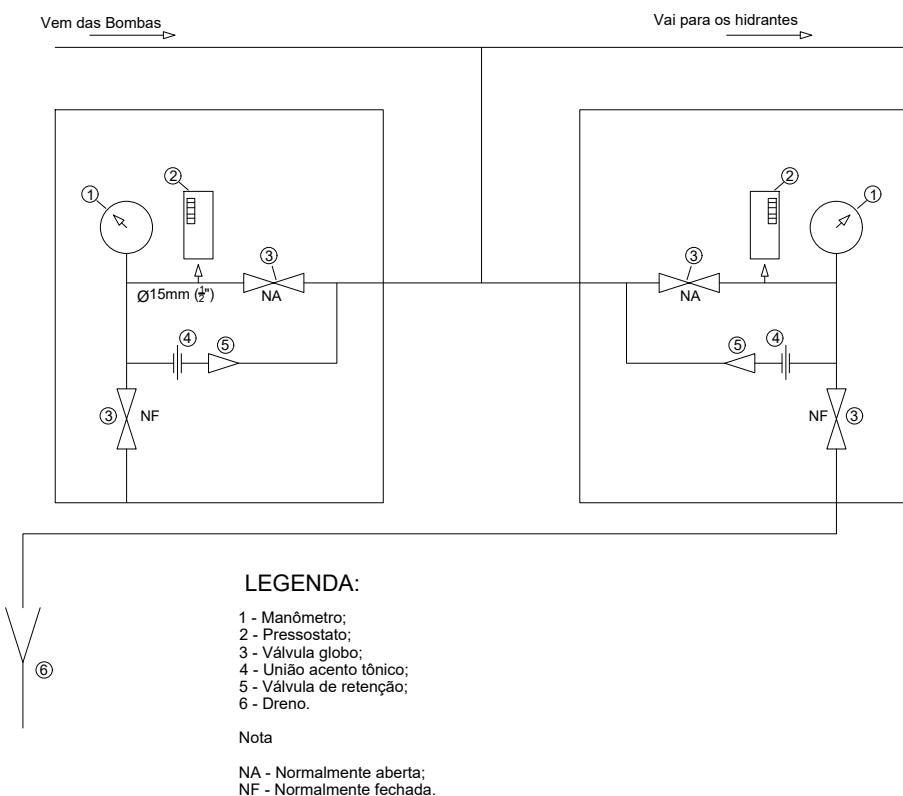 Vem das Bombas
Vai para os hidrantes
2
2
1
1
3
3
NA
NA
Ø15mm (1/2")
4
5
5
4
3
NF
NF
3
LEGENDA:
1 - Manômetro;
2 - Pressostato;
3 - Válvula globo;
4 - União acento tônico;
5 - Válvula de retenção;
6 - Dreno.
6
Nota
NA - Normalmente aberta;
NF - Normalmente fechada.